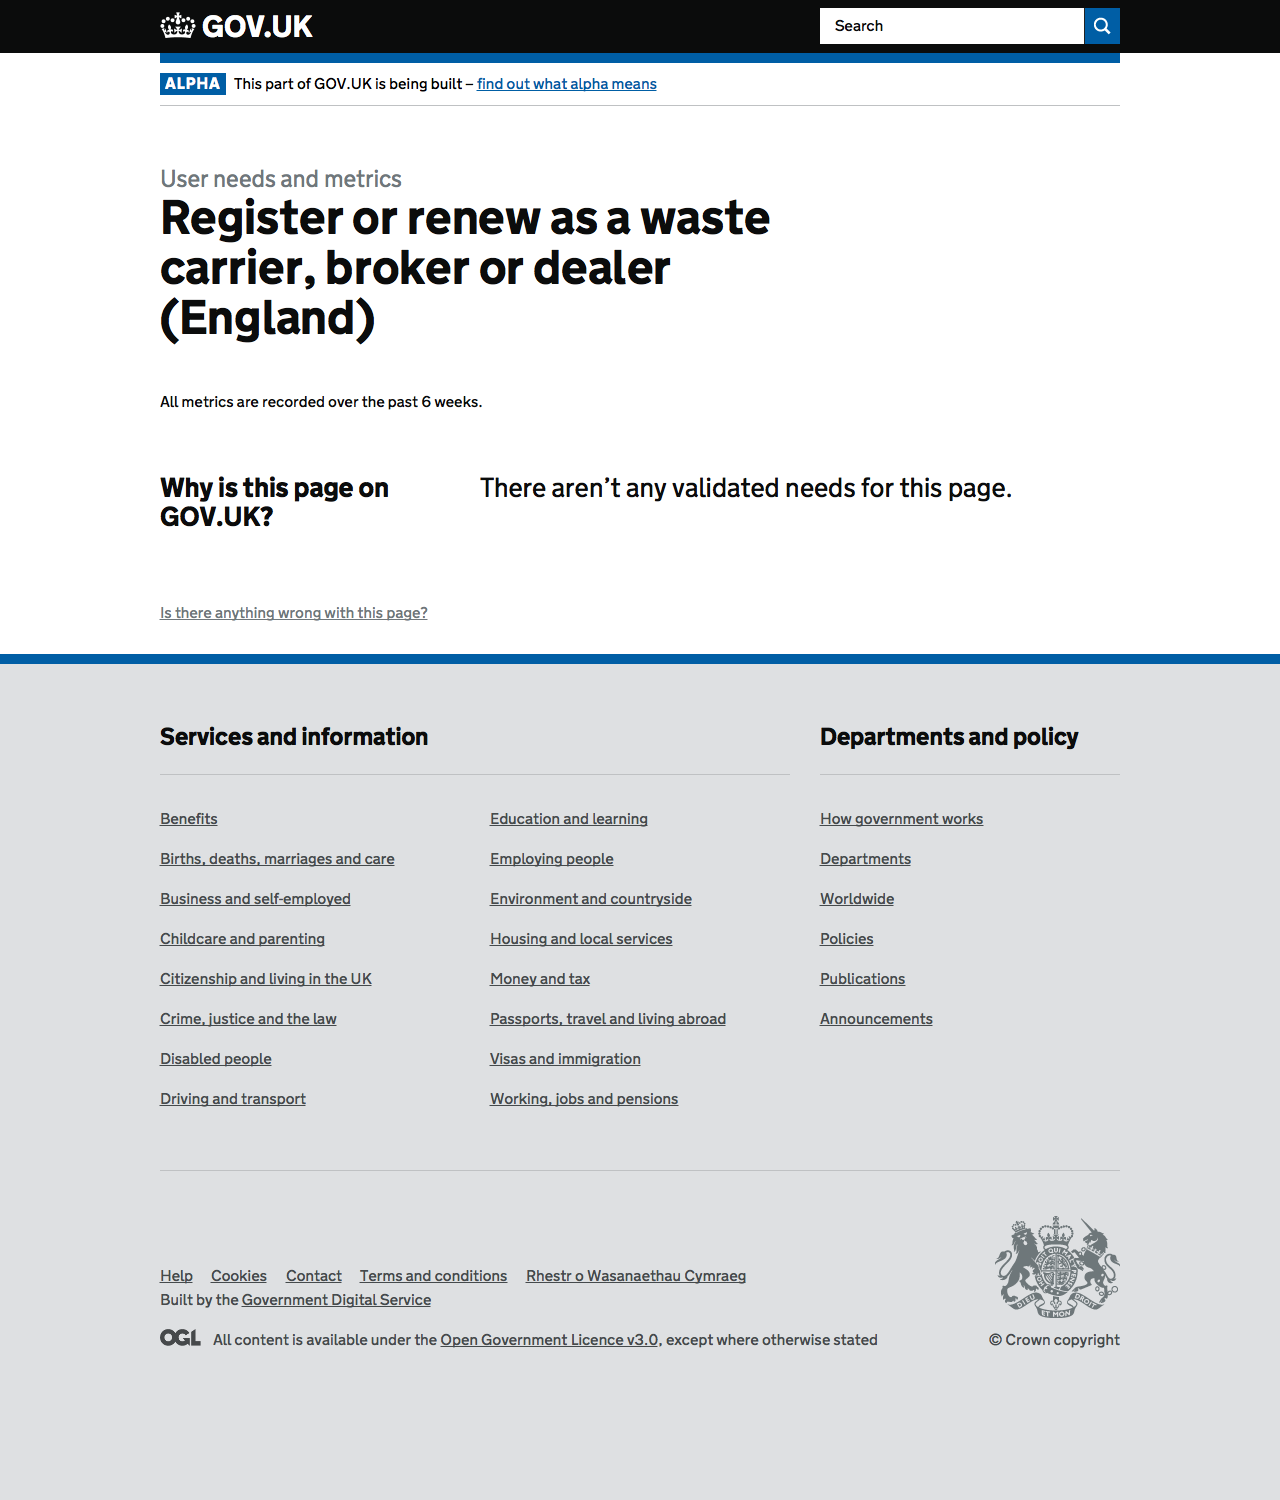 GOV.UK
Search
ALPHA This part of GOV.UK is being built – find out what alpha means
User needs and metrics
Register or renew as a waste
carrier, broker or dealer
(England)
All metrics are recorded over the past 6 weeks.
Why is this page on
GOV.UK?
There aren’t any validated needs for this page.
Is there anything wrong with this page?
Services and information
Benefits
Births, deaths, marriages and care
Business and self-employed
Childcare and parenting
Citizenship and living in the UK
Crime, justice and the law
Disabled people
Driving and transport
Education and learning
Employing people
Environment and countryside
Housing and local services
Money and tax
Passports, travel and living abroad
Visas and immigration
Working, jobs and pensions
Departments and policy
How government works
Departments
Worldwide
Policies
Publications
Announcements
Help Cookies Contact Terms and conditions Rhestr o Wasanaethau Cymraeg
Built by the Government Digital Service
OGL All content is available under the Open Government Licence v3.0, except where otherwise stated
DIEU ET MON DROIT
© Crown copyright